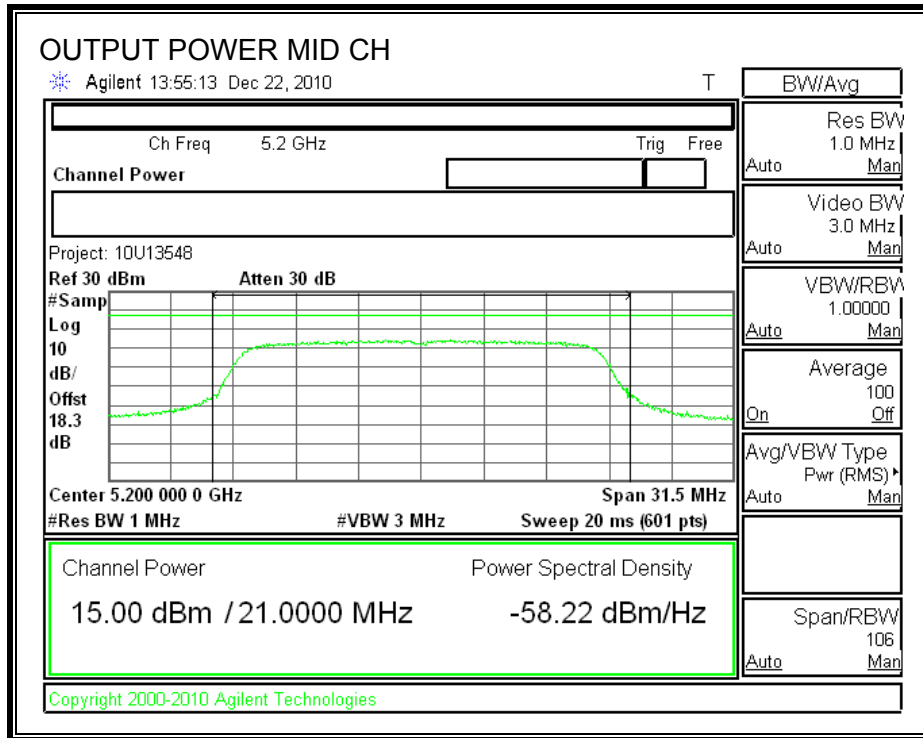 OUTPUT POWER MID CH
Agilent 13:55:13 Dec 22, 2010 T
Ch Freq 5.2 GHz Trig Free
Channel Power
Project: 10U13548
Ref 30 dBm Atten 30 dB
#Samp
Log
10
dB/
Offst
18.3
dB
Center 5.200 000 0 GHz Span 31.5 MHz
#Res BW 1 MHz #VBW 3 MHz Sweep 20 ms (601 pts)
Channel Power Power Spectral Density
15.00 dBm / 21.0000 MHz -58.22 dBm/Hz
Copyright 2000-2010 Agilent Technologies
BW/Avg
Res BW
1.0 MHz
Auto Man
Video BW
3.0 MHz
Auto Man
VBW/RBW
1.00000
Auto Man
Average
100
On Off
Avg/VBW Type
Pwr (RMS)
Auto Man
Span/RBW
106
Auto Man